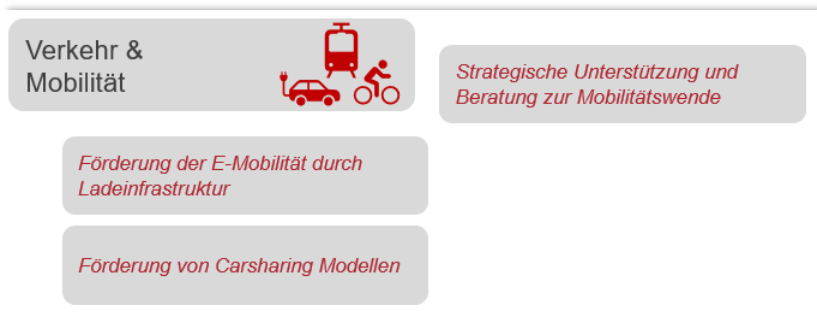 Verkehr &
Mobilität
Strategische Unterstützung und
Beratung zur Mobilitätswende
Förderung der E-Mobilität durch
Ladeinfrastruktur
Förderung von Carsharing Modellen